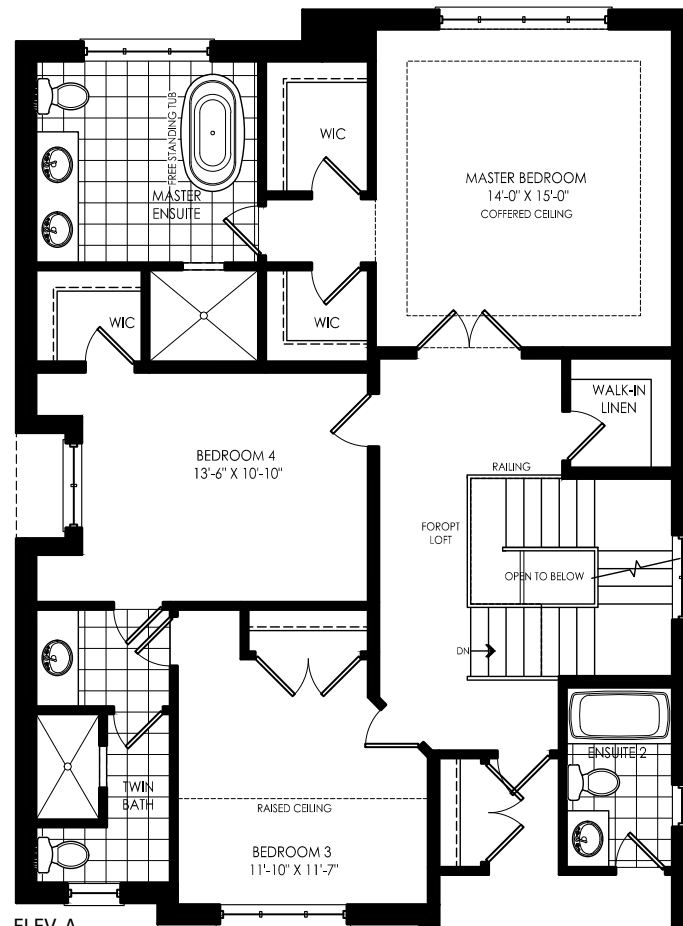 WIC
FREE STANDING TUB
MASTER
ENSUITE
MASTER BEDROOM
14'-0" X 15'-0"
COFFERED CEILING
WIC
WIC
WALK-IN
LINEN
BEDROOM 4
13'-6" X 10'-10"
RAILING
FOROPT
LOFT
OPEN TO BELOW
DN
ENSUITE 2
TWIN
BATH
RAISED CEILING
BEDROOM 3
11'-10" X 11'-7"
ELEV. A